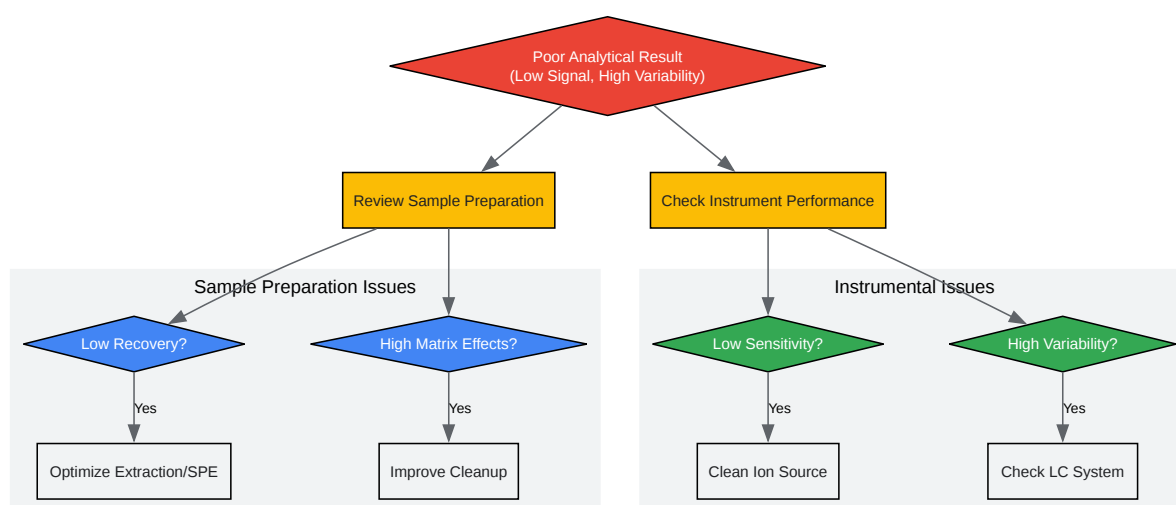 Poor Analytical Result
(Low Signal, High Variability)
Review Sample Preparation
Check Instrument Performance
Sample Preparation Issues
Instrumental Issues
Low Recovery?
High Matrix Effects?
Low Sensitivity?
High Variability?
Yes
Yes
Yes
Yes
Optimize Extraction/SPE
Improve Cleanup
Clean Ion Source
Check LC System